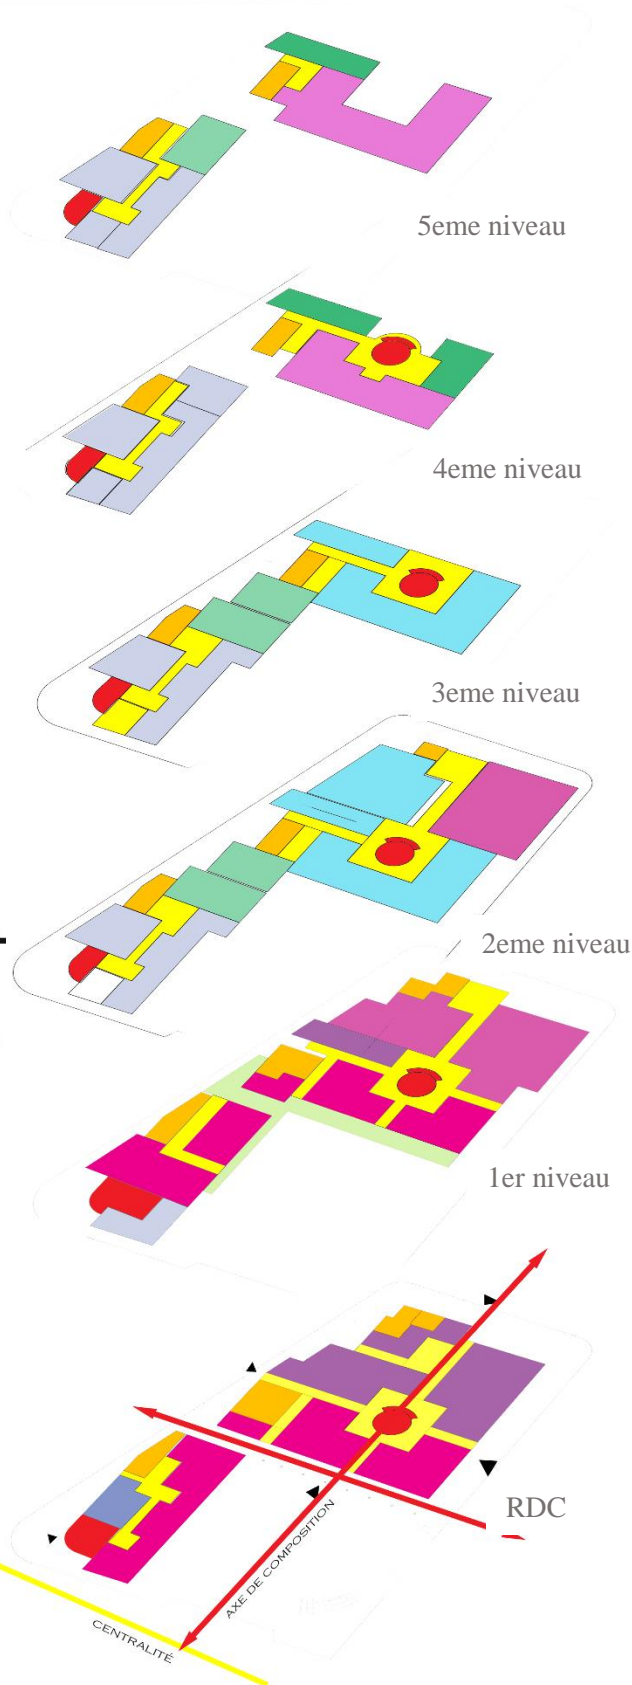 5eme niveau
4eme niveau
3eme niveau
2eme niveau
1er niveau
RDC
AXE DE COMPOSITION
CENTRALITÉ